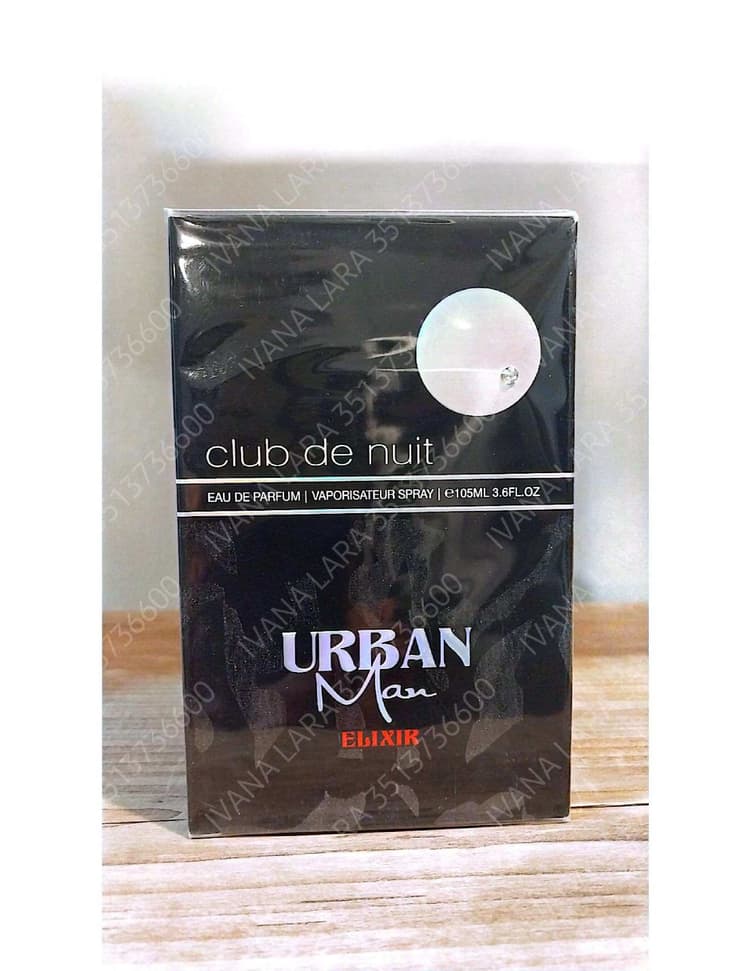 club de nuit
EAU DE PARFUM | VAPORISATEUR SPRAY | ℮105ML 3.6FL.OZ
URBAN
Man
ELIXIR
IVANA LARA 3513736600